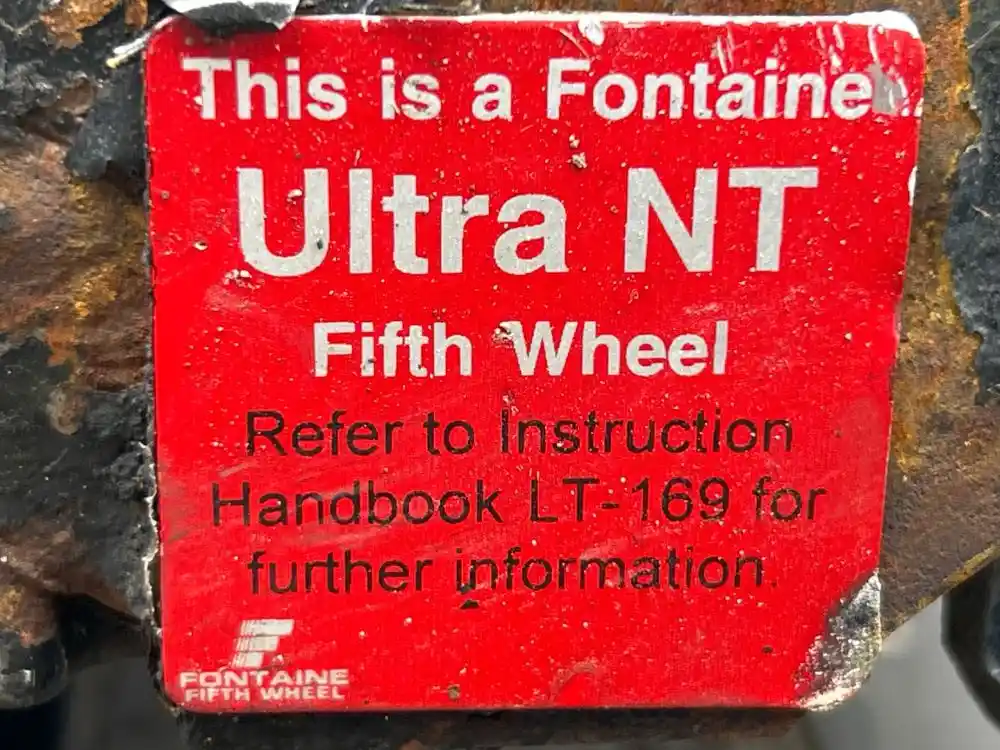 This is a Fontaine
Ultra NT
Fifth Wheel
Refer to Instruction
Handbook LT-169 for
further information.
FONTAINE
FIFTH WHEEL